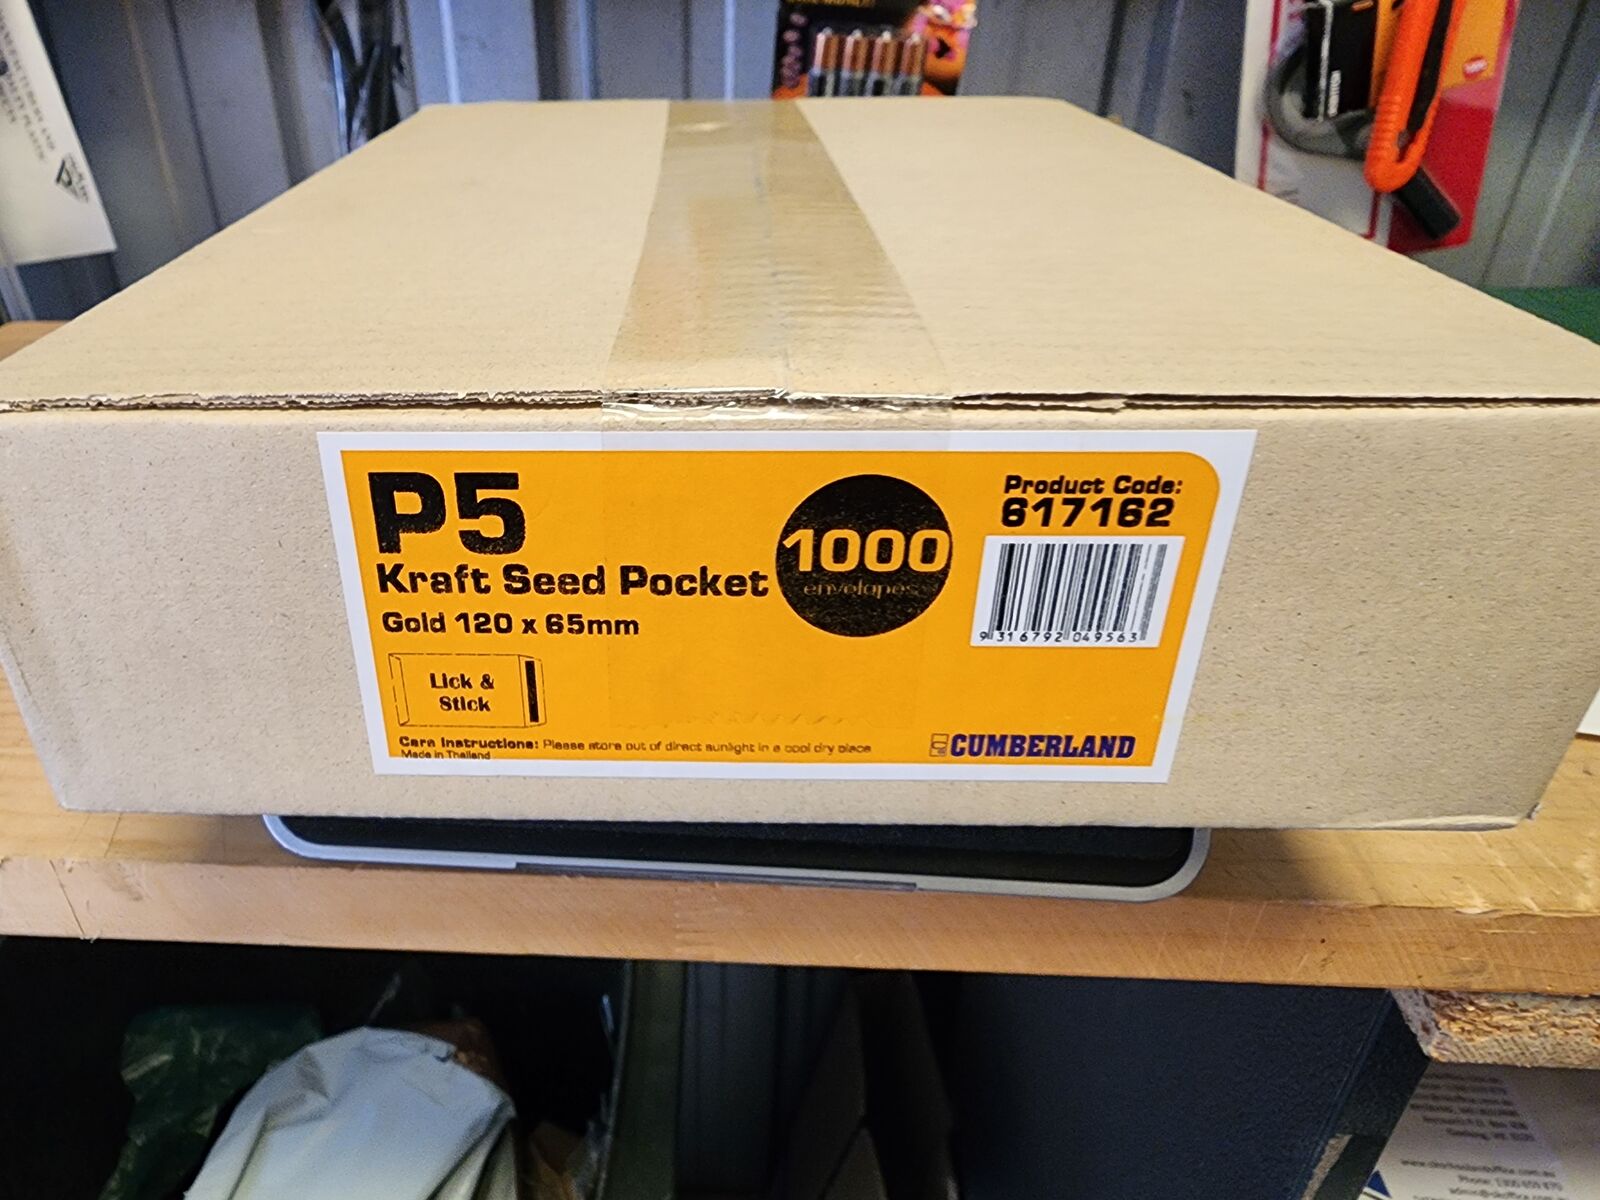 P5
Kraft Seed Pocket
Gold 120 x 65mm
1000
envelopes
Product Code:
617162
9 316792 049563
Lick &
Stick
Care Instructions: Please store out of direct sunlight in a cool dry place
Made in Thailand
CUMBERLAND